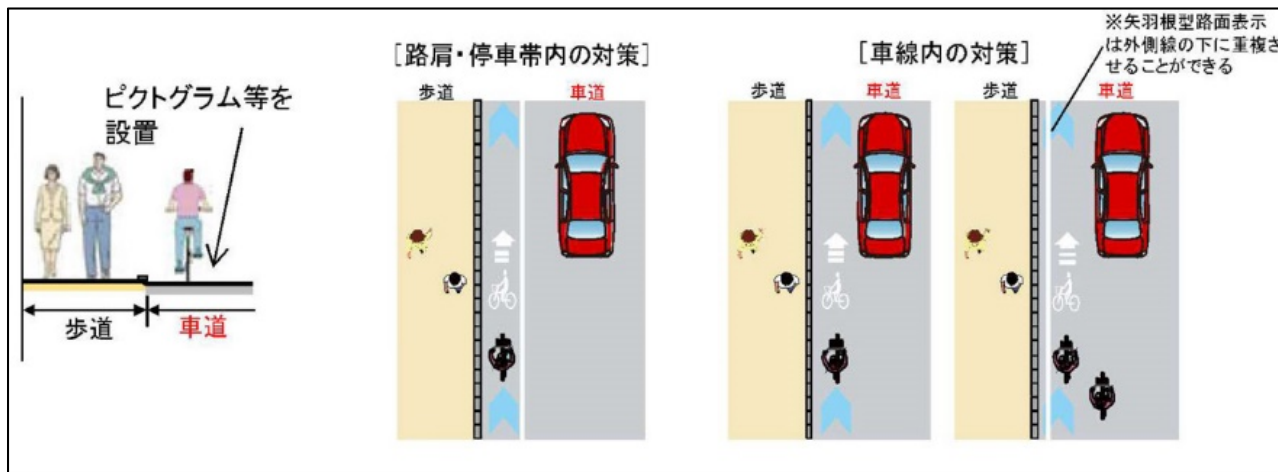 ピクトグラム等を
設置
歩道
車道
[路肩・停車帯内の対策]
歩道
車道
[車線内の対策]
歩道
車道
歩道
車道
※矢羽根型路面表示
は外側線の下に重複さ
せることができる